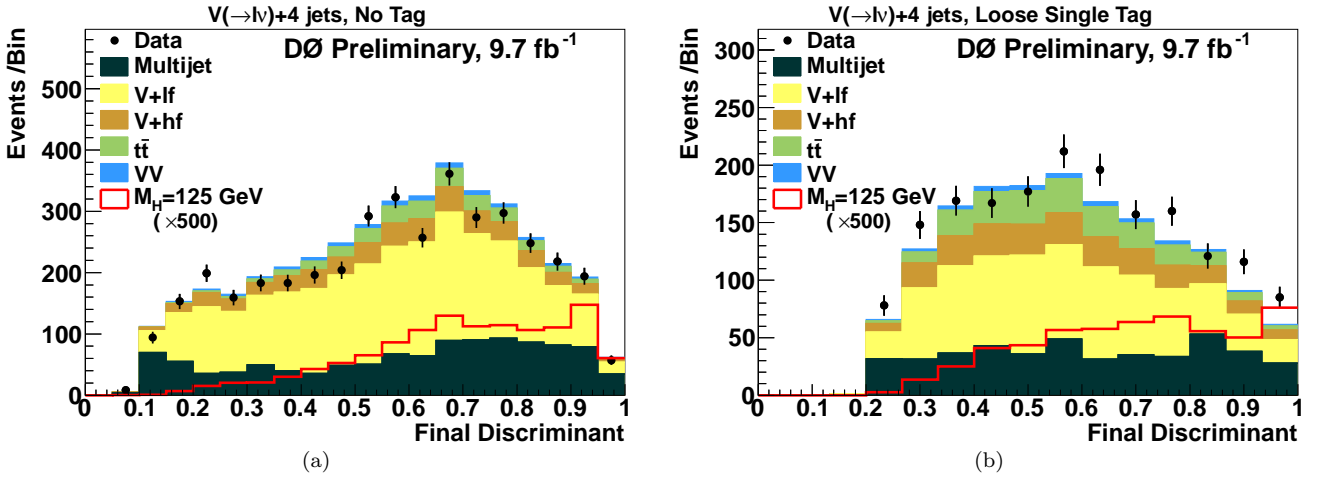 V(→lν)+4 jets, No Tag
Events /Bin
DØ Preliminary, 9.7 fb⁻¹
Data
Multijet
V+lf
V+hf
tt̄
VV
M_H=125 GeV
(×500)
500
400
300
200
100
0
0 0.1 0.2 0.3 0.4 0.5 0.6 0.7 0.8 0.9 1
Final Discriminant
(a)
V(→lν)+4 jets, Loose Single Tag
Events /Bin
DØ Preliminary, 9.7 fb⁻¹
Data
Multijet
V+lf
V+hf
tt̄
VV
M_H=125 GeV
(×500)
300
250
200
150
100
50
0
0 0.1 0.2 0.3 0.4 0.5 0.6 0.7 0.8 0.9 1
Final Discriminant
(b)